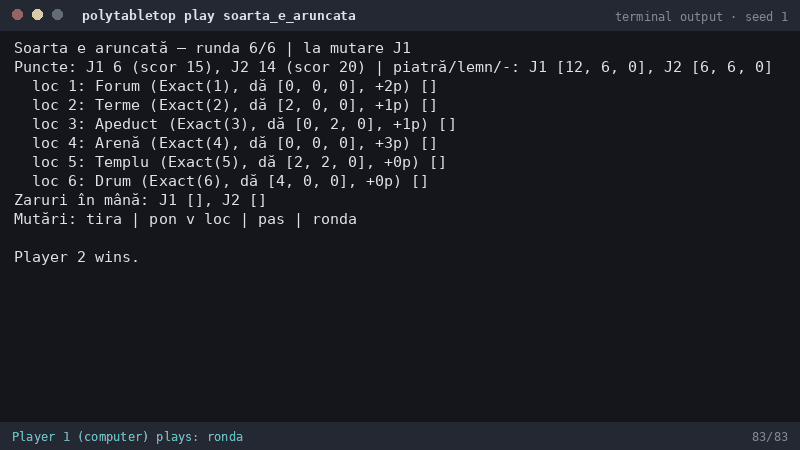 polytabletop play soarta_e_aruncata
terminal output · seed 1
Soarta e aruncată — runda 6/6 | la mutare J1
Puncte: J1 6 (scor 15), J2 14 (scor 20) | piatră/lemn/-: J1 [12, 6, 0], J2 [6, 6, 0]
loc 1: Forum (Exact(1), dă [0, 0, 0], +2p) []
loc 2: Terme (Exact(2), dă [2, 0, 0], +1p) []
loc 3: Apeduct (Exact(3), dă [0, 2, 0], +1p) []
loc 4: Arenă (Exact(4), dă [0, 0, 0], +3p) []
loc 5: Templu (Exact(5), dă [2, 2, 0], +0p) []
loc 6: Drum (Exact(6), dă [4, 0, 0], +0p) []
Zaruri în mână: J1 [], J2 []
Mutări: tira | pon v loc | pas | ronda
Player 2 wins.
Player 1 (computer) plays: ronda
83/83